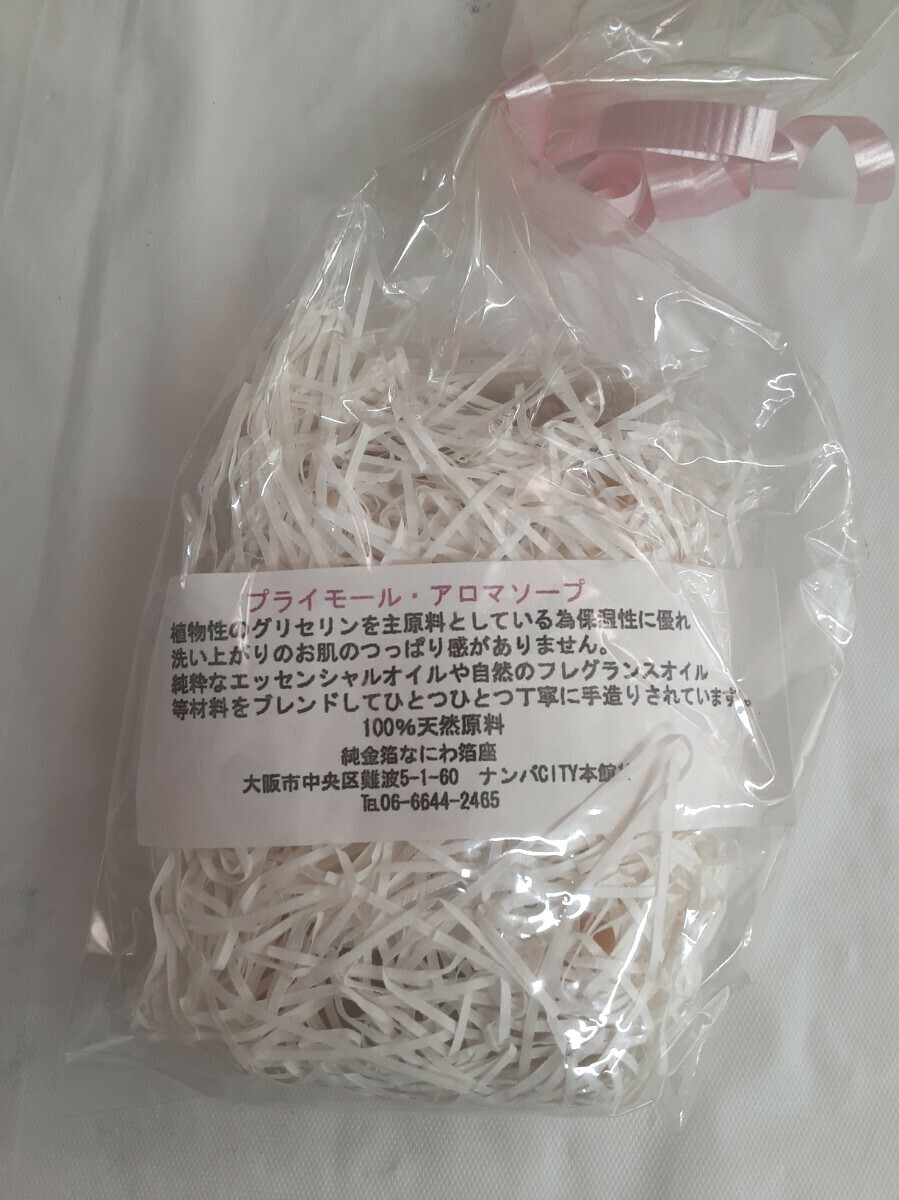 プライモール・アロマソープ
植物性のグリセリンを主原料としている為保湿性に優れ
洗い上がりのお肌のつっぱり感がありません。
純粋なエッセンシャルオイルや自然のフレグランスオイル
等材料をブレンドしてひとつひとつ丁寧に手造りされています。
100%天然原料
純金箔なにわ箔座
大阪市中央区難波5-1-60　ナンバCITY本館
℡06-6644-2465